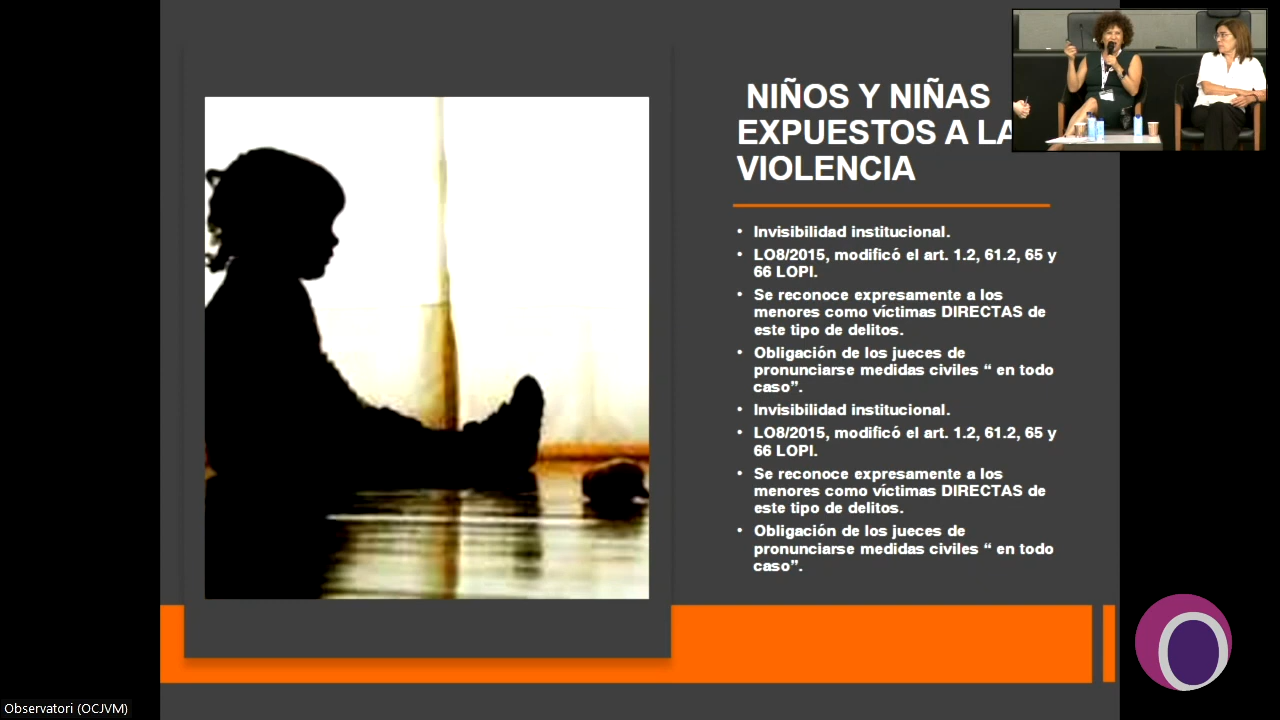 NIÑOS Y NIÑAS
EXPUESTOS A LA
VIOLENCIA
• Invisibilidad institucional.
• LO8/2015, modificó el art. 1.2, 61.2, 65 y
66 LOPI.
• Se reconoce expresamente a los
menores como víctimas DIRECTAS de
este tipo de delitos.
• Obligación de los jueces de
pronunciarse medidas civiles “ en todo
caso”.
• Invisibilidad institucional.
• LO8/2015, modificó el art. 1.2, 61.2, 65 y
66 LOPI.
• Se reconoce expresamente a los
menores como víctimas DIRECTAS de
este tipo de delitos.
• Obligación de los jueces de
pronunciarse medidas civiles “ en todo
caso”.
Observatori (OCJVM)